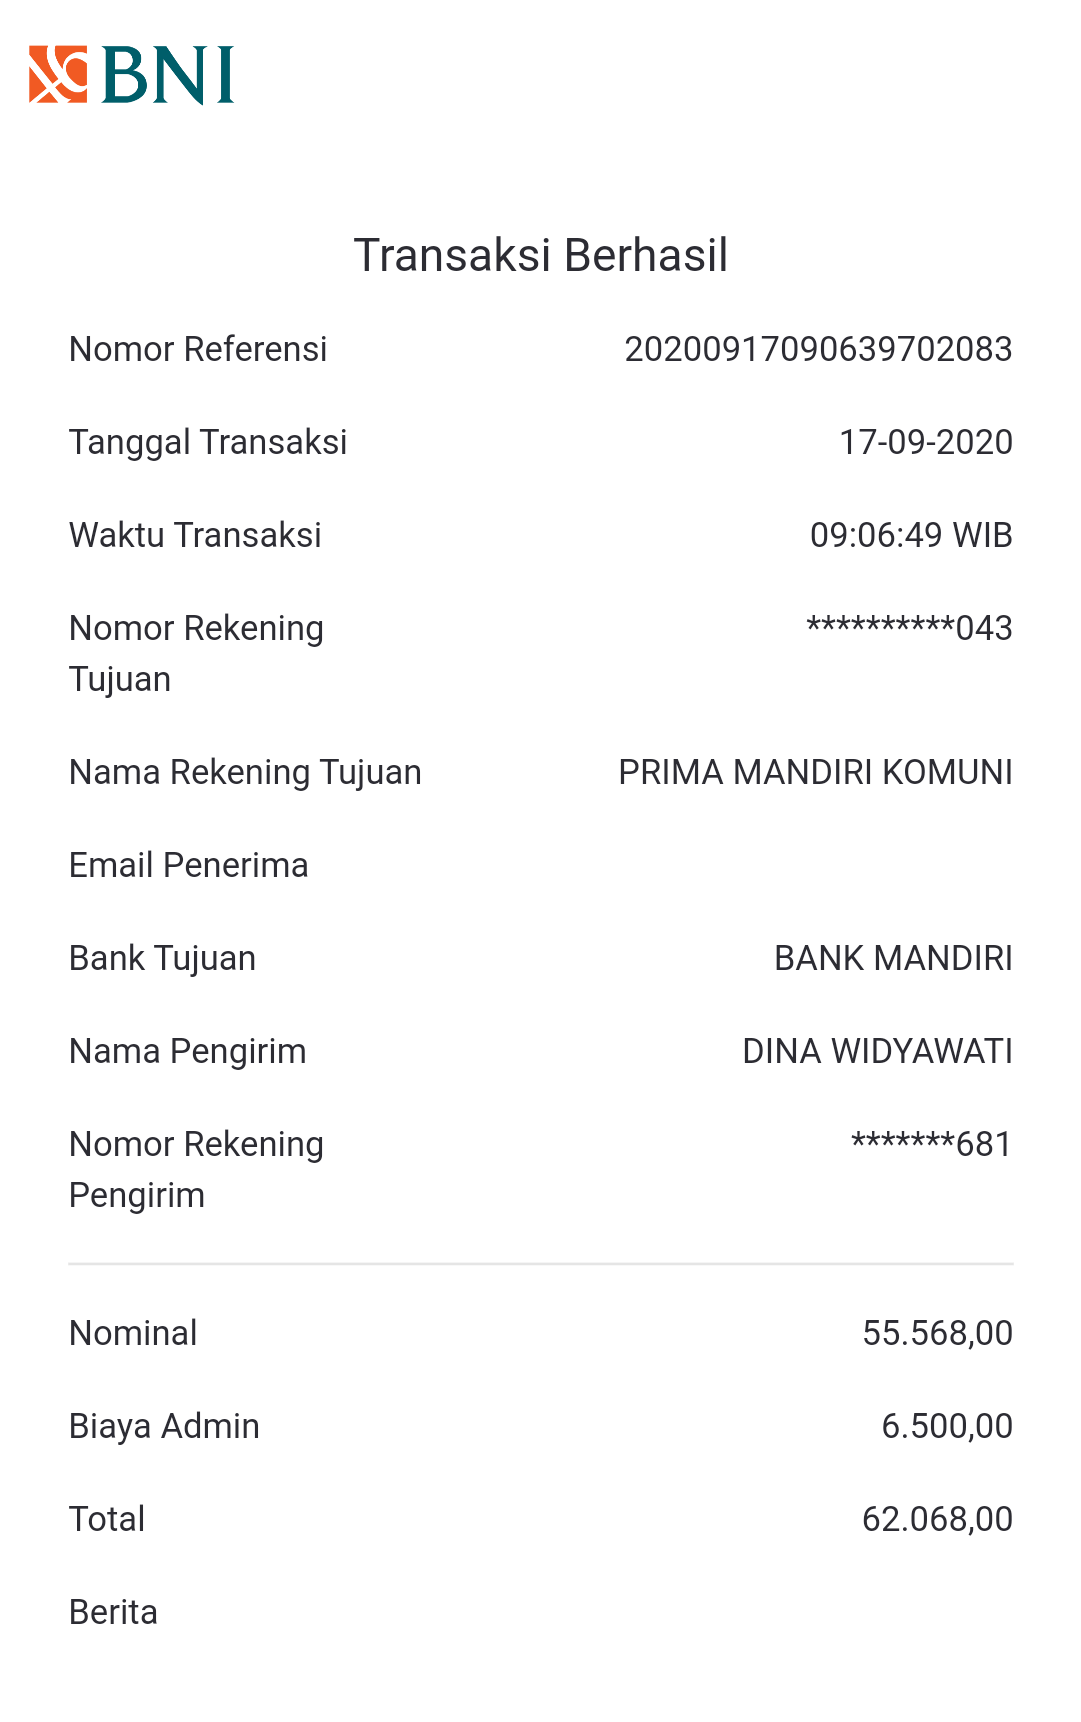 BNI
Transaksi Berhasil
Nomor Referensi 20200917090639702083
Tanggal Transaksi 17-09-2020
Waktu Transaksi 09:06:49 WIB
Nomor Rekening **********043
Tujuan
Nama Rekening Tujuan PRIMA MANDIRI KOMUNI
Email Penerima
Bank Tujuan BANK MANDIRI
Nama Pengirim DINA WIDYAWATI
Nomor Rekening *******681
Pengirim
Nominal 55.568,00
Biaya Admin 6.500,00
Total 62.068,00
Berita